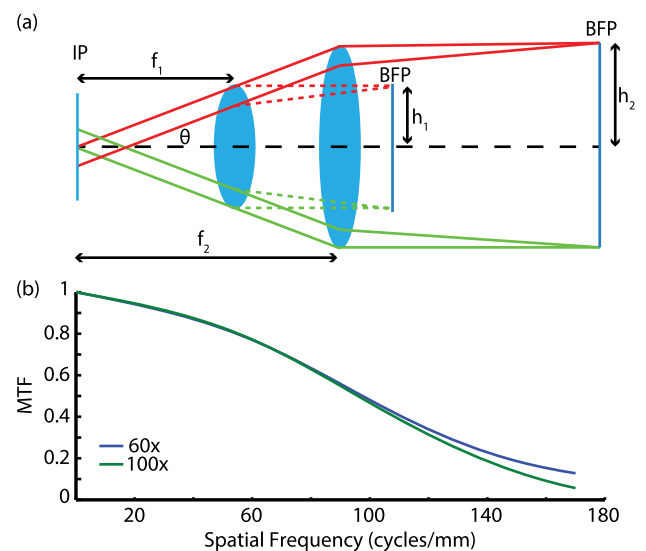 (a)
BFP
IP
f₁
BFP
h₂
h₁
θ
f₂
(b)
1
0.8
0.6
0.4
0.2
0
MTF
60x
100x
20
60
100
140
180
Spatial Frequency (cycles/mm)